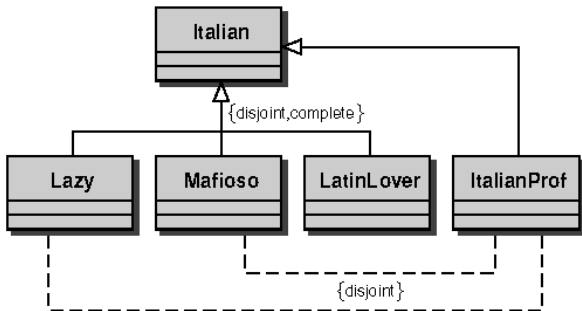 Italian
{disjoint,complete}
Lazy
Mafioso
LatinLover
ItalianProf
{disjoint}